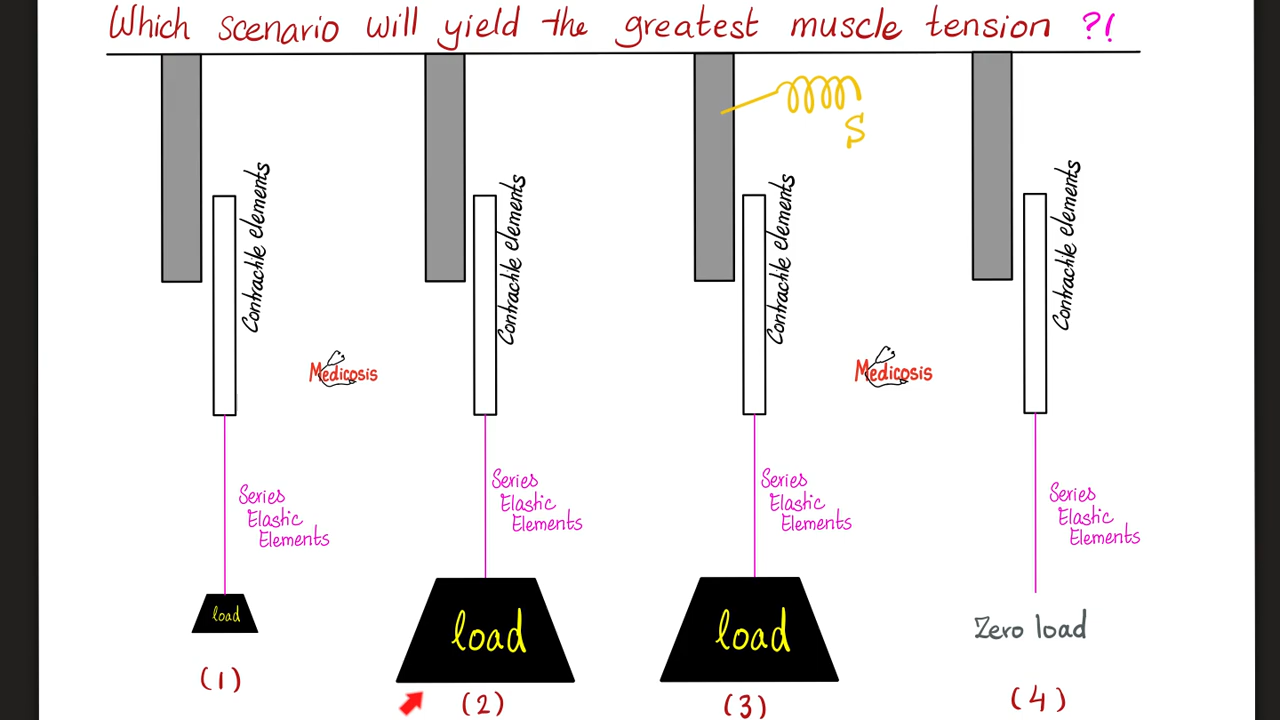 Which scenario will yield the greatest muscle tension ?!
S
Contractile elements
Contractile elements
Contractile elements
Contractile elements
Medicosis
Medicosis
Series
Elastic
Elements
Series
Elastic
Elements
Series
Elastic
Elements
Series
Elastic
Elements
load
load
load
Zero load
(1)
(2)
(3)
(4)